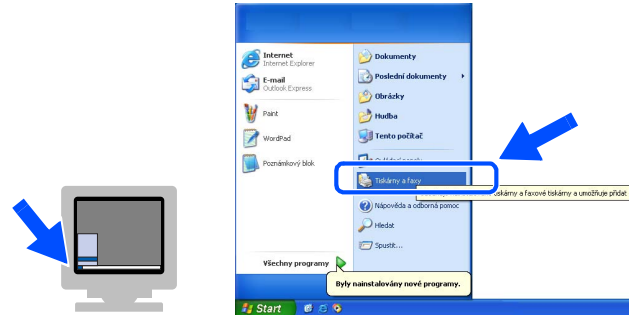 Internet
Internet Explorer
E-mail
Outlook Express
Paint
WordPad
Poznámkový blok
Všechny programy
Dokumenty
Poslední dokumenty
Obrázky
Hudba
Tento počítač
Tiskárny a faxy
tiskárny a faxové tiskárny a umožňuje přidat
Nápověda a odborná pomoc
Hledat
Spustit...
Byly nainstalovány nové programy.
Start